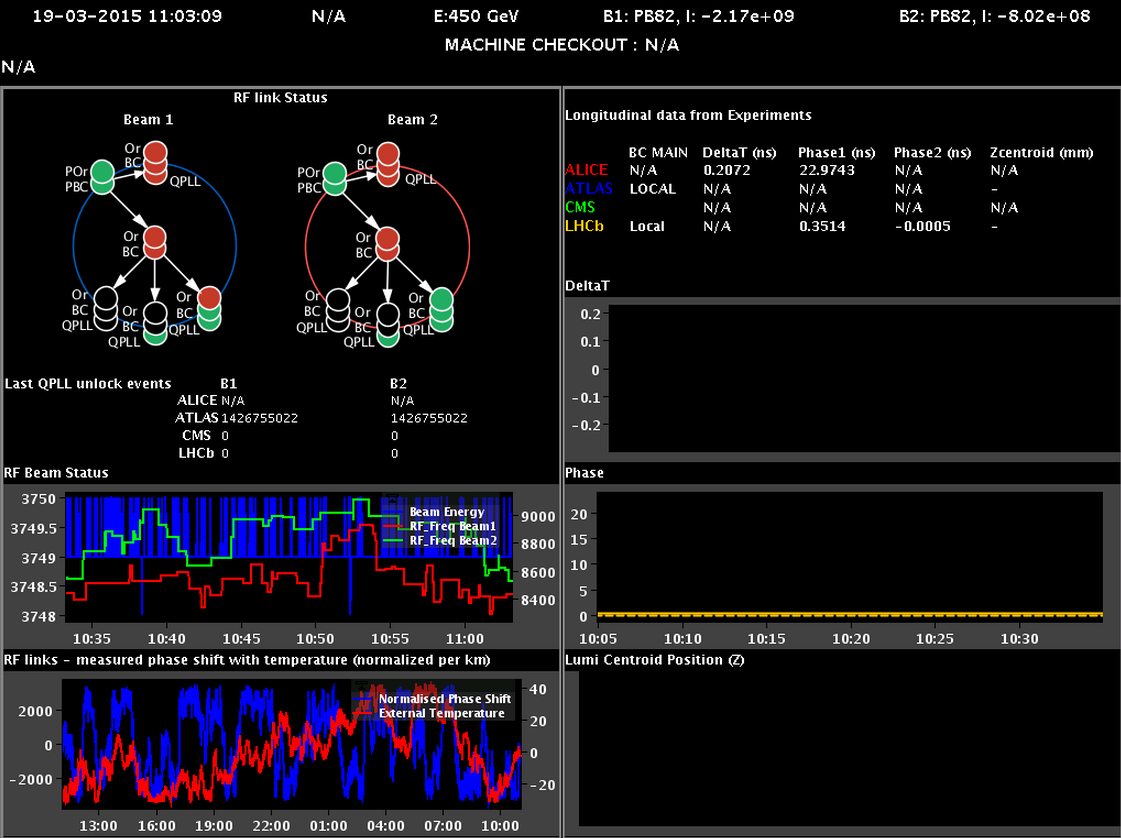 19-03-2015 11:03:09 N/A E:450 GeV B1: PB82, I: -2.17e+09 B2: PB82, I: -8.02e+08
MACHINE CHECKOUT : N/A
N/A
RF link Status
Beam 1 Beam 2
Or Or
BC BC
POr POr
PBC QPLL PBC QPLL
Or Or
BC BC
Or Or Or Or
BC Or BC BC Or BC
QPLL BC QPLL QPLL BC QPLL
QPLL QPLL
Last QPLL unlock events B1 B2
ALICE N/A N/A
ATLAS 1426755022 1426755022
CMS 0 0
LHCb 0 0
Longitudinal data from Experiments
BC MAIN DeltaT (ns) Phase1 (ns) Phase2 (ns) Zcentroid (mm)
ALICE N/A 0.2072 22.9743 N/A N/A
ATLAS LOCAL N/A N/A N/A -
CMS N/A N/A N/A N/A
LHCb Local N/A 0.3514 -0.0005 -
DeltaT
0.2
0.1
0
-0.1
-0.2
RF Beam Status
3750
3749.5
3749
3748.5
3748
Beam Energy
RF_Freq Beam1
RF_Freq Beam2
9000
8800
8600
8400
10:35 10:40 10:45 10:50 10:55 11:00
Phase
20
15
10
5
0
10:05 10:10 10:15 10:20 10:25 10:30
RF links - measured phase shift with temperature (normalized per km)
2000
0
-2000
Normalised Phase Shift
External Temperature
40
20
0
-20
13:00 16:00 19:00 22:00 01:00 04:00 07:00 10:00
Lumi Centroid Position (Z)